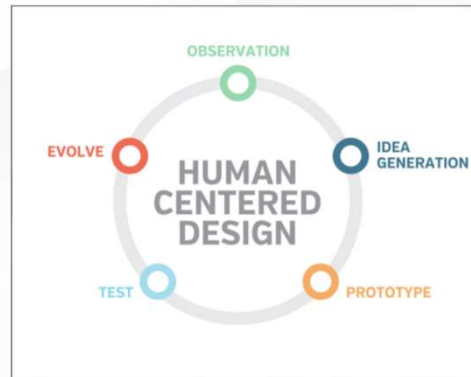 OBSERVATION
EVOLVE
IDEA
GENERATION
HUMAN
CENTERED
DESIGN
TEST
PROTOTYPE